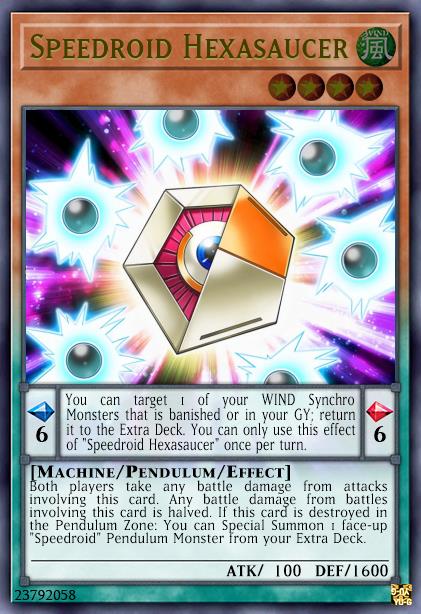 Speedroid Hexasaucer
WIND
風
You can target 1 of your WIND Synchro
Monsters that is banished or in your GY; return
it to the Extra Deck. You can only use this effect
of "Speedroid Hexasaucer" once per turn.
6
6
[Machine/Pendulum/Effect]
Both players take any battle damage from attacks
involving this card. Any battle damage from battles
involving this card is halved. If this card is destroyed in
the Pendulum Zone: You can Special Summon 1 face-up
"Speedroid" Pendulum Monster from your Extra Deck.
ATK/ 100 DEF/1600
23792058